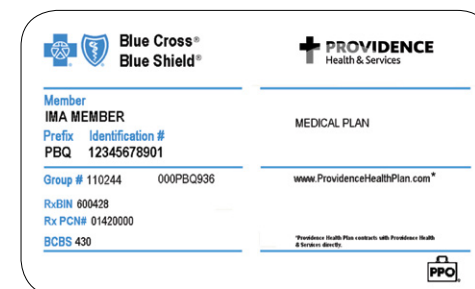 Blue Cross®
Blue Shield®
PROVIDENCE
Health & Services
Member
IMA MEMBER
Prefix Identification #
PBQ 12345678901
MEDICAL PLAN
Group # 110244 000PBQ936
www.ProvidenceHealthPlan.com*
RxBIN 600428
Rx PCN# 01420000
BCBS 430
*Providence Health Plan contracts with Providence Health
& Services directly.
PPO